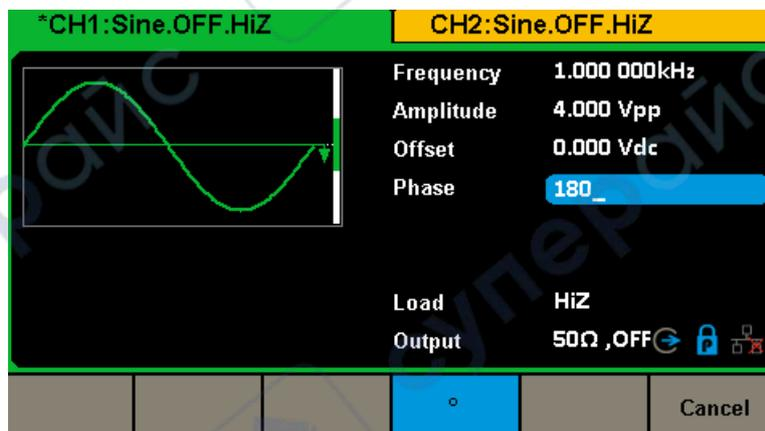 *CH1:Sine.OFF.HiZ
CH2:Sine.OFF.HiZ
Frequency 1.000 000kHz
Amplitude 4.000 Vpp
Offset 0.000 Vdc
Phase 180_
Load HiZ
Output 50Ω ,OFF
P
°
Cancel
суперайс